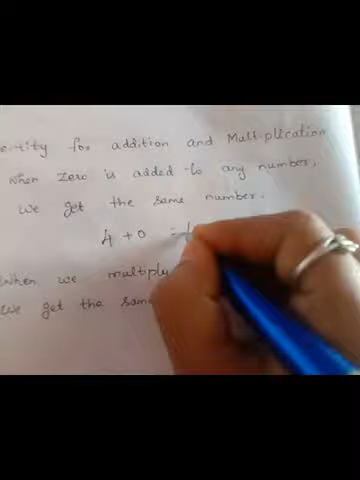 entity for addition and Multiplication
When zero is added to any number,
we get the same number.
4 + 0 =
When we multiply
We get the same